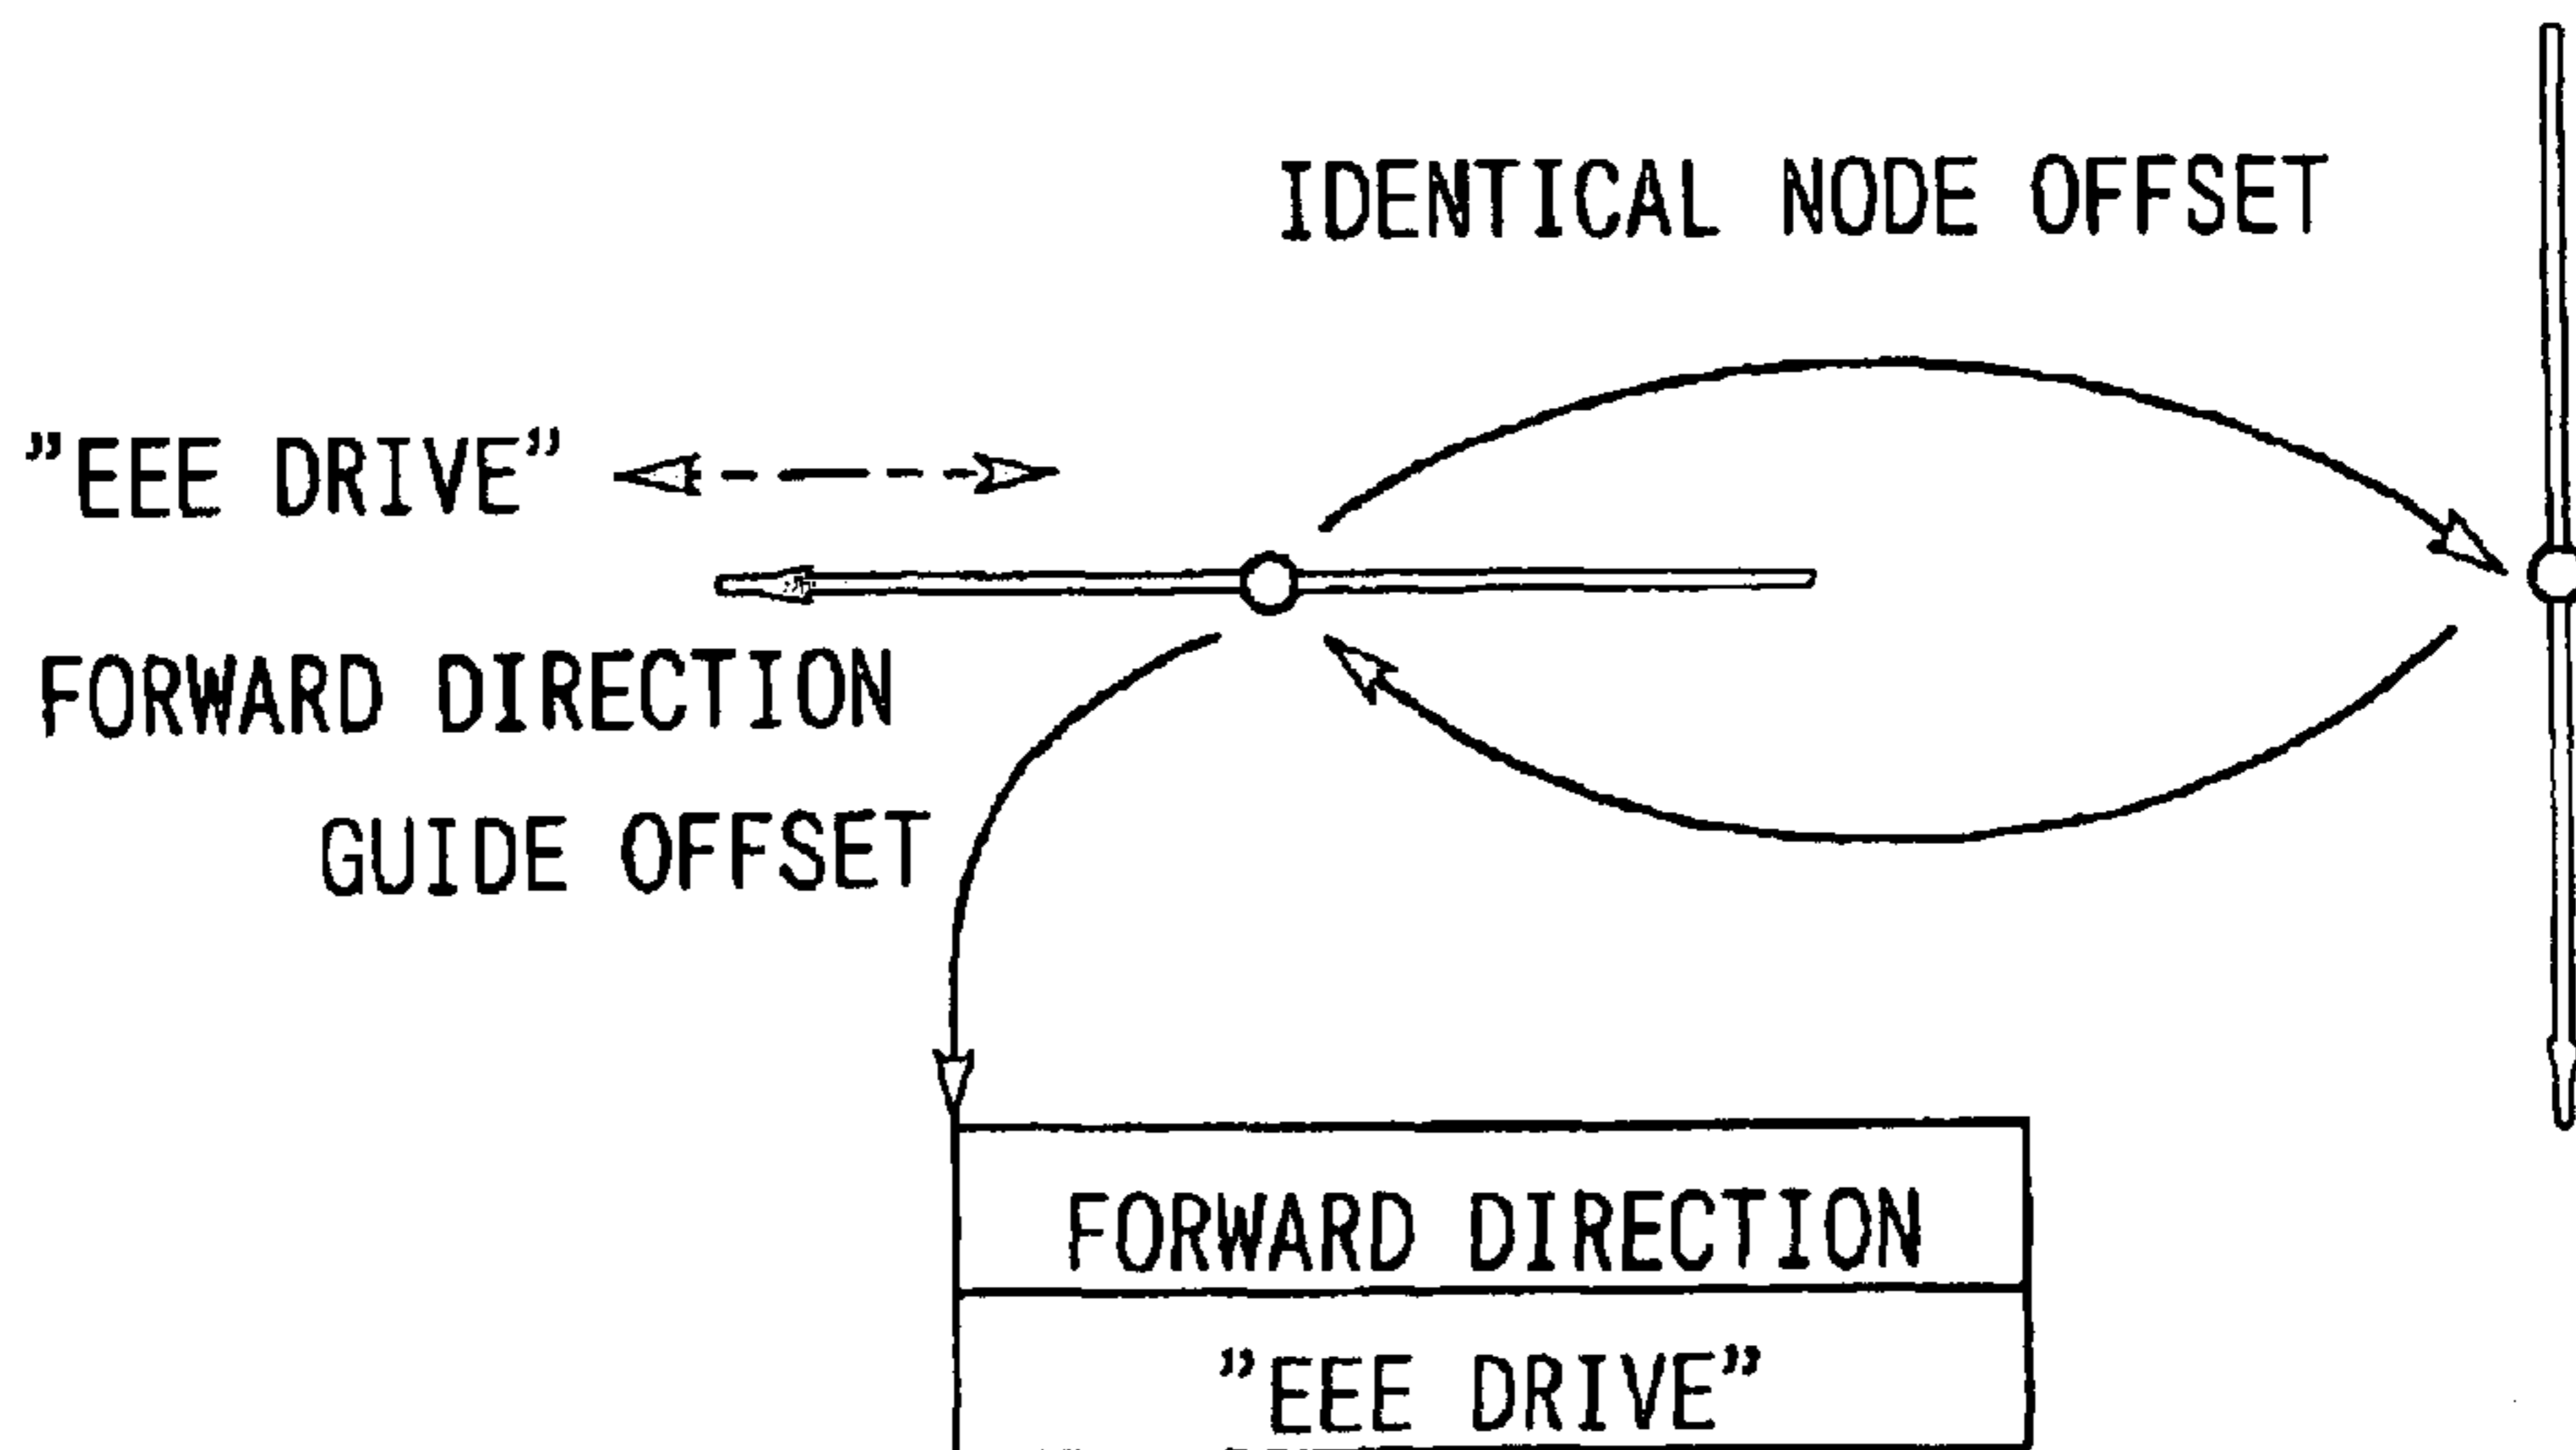 IDENTICAL NODE OFFSET
”EEE DRIVE”
FORWARD DIRECTION
GUIDE OFFSET
FORWARD DIRECTION
”EEE DRIVE”